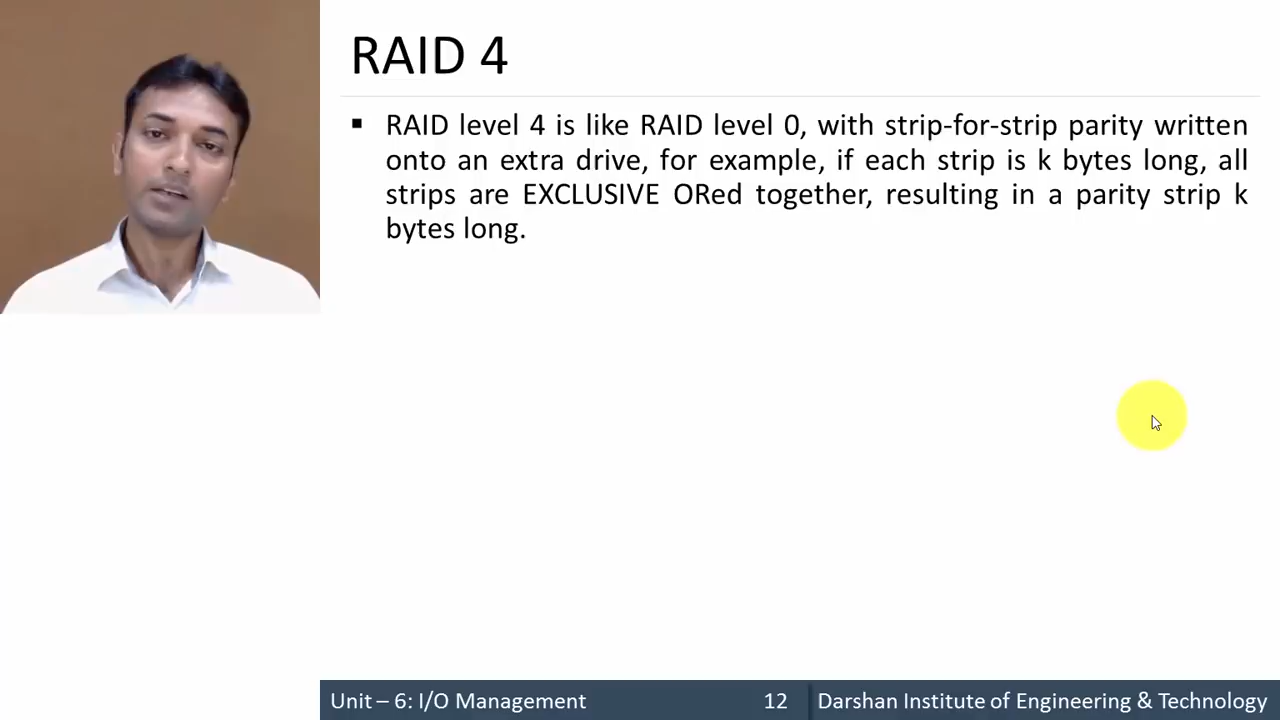 RAID 4
▪ RAID level 4 is like RAID level 0, with strip-for-strip parity written
onto an extra drive, for example, if each strip is k bytes long, all
strips are EXCLUSIVE ORed together, resulting in a parity strip k
bytes long.
Unit – 6: I/O Management 12 Darshan Institute of Engineering & Technology